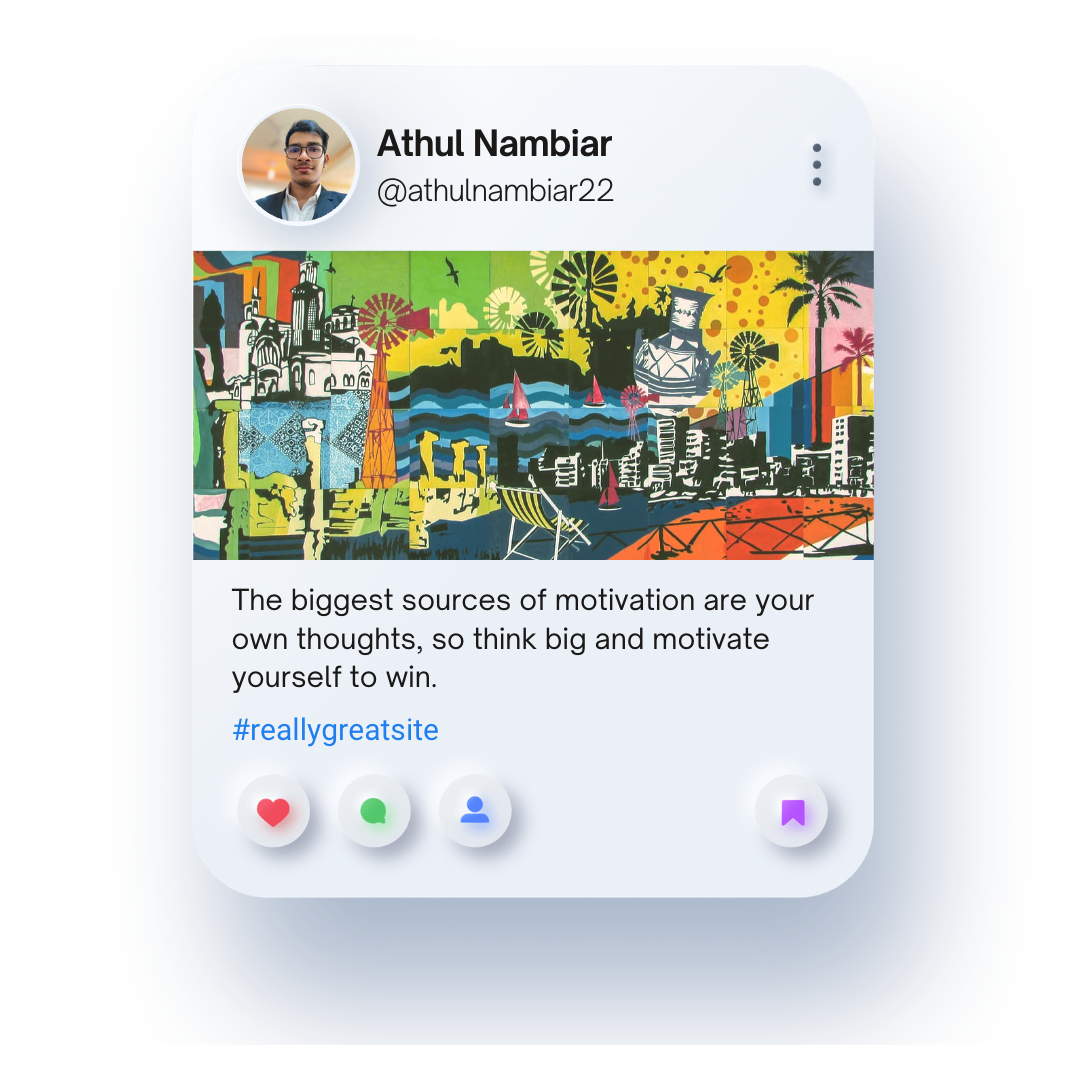 Athul Nambiar
@athulnambiar22
The biggest sources of motivation are your
own thoughts, so think big and motivate
yourself to win.
#reallygreatsite